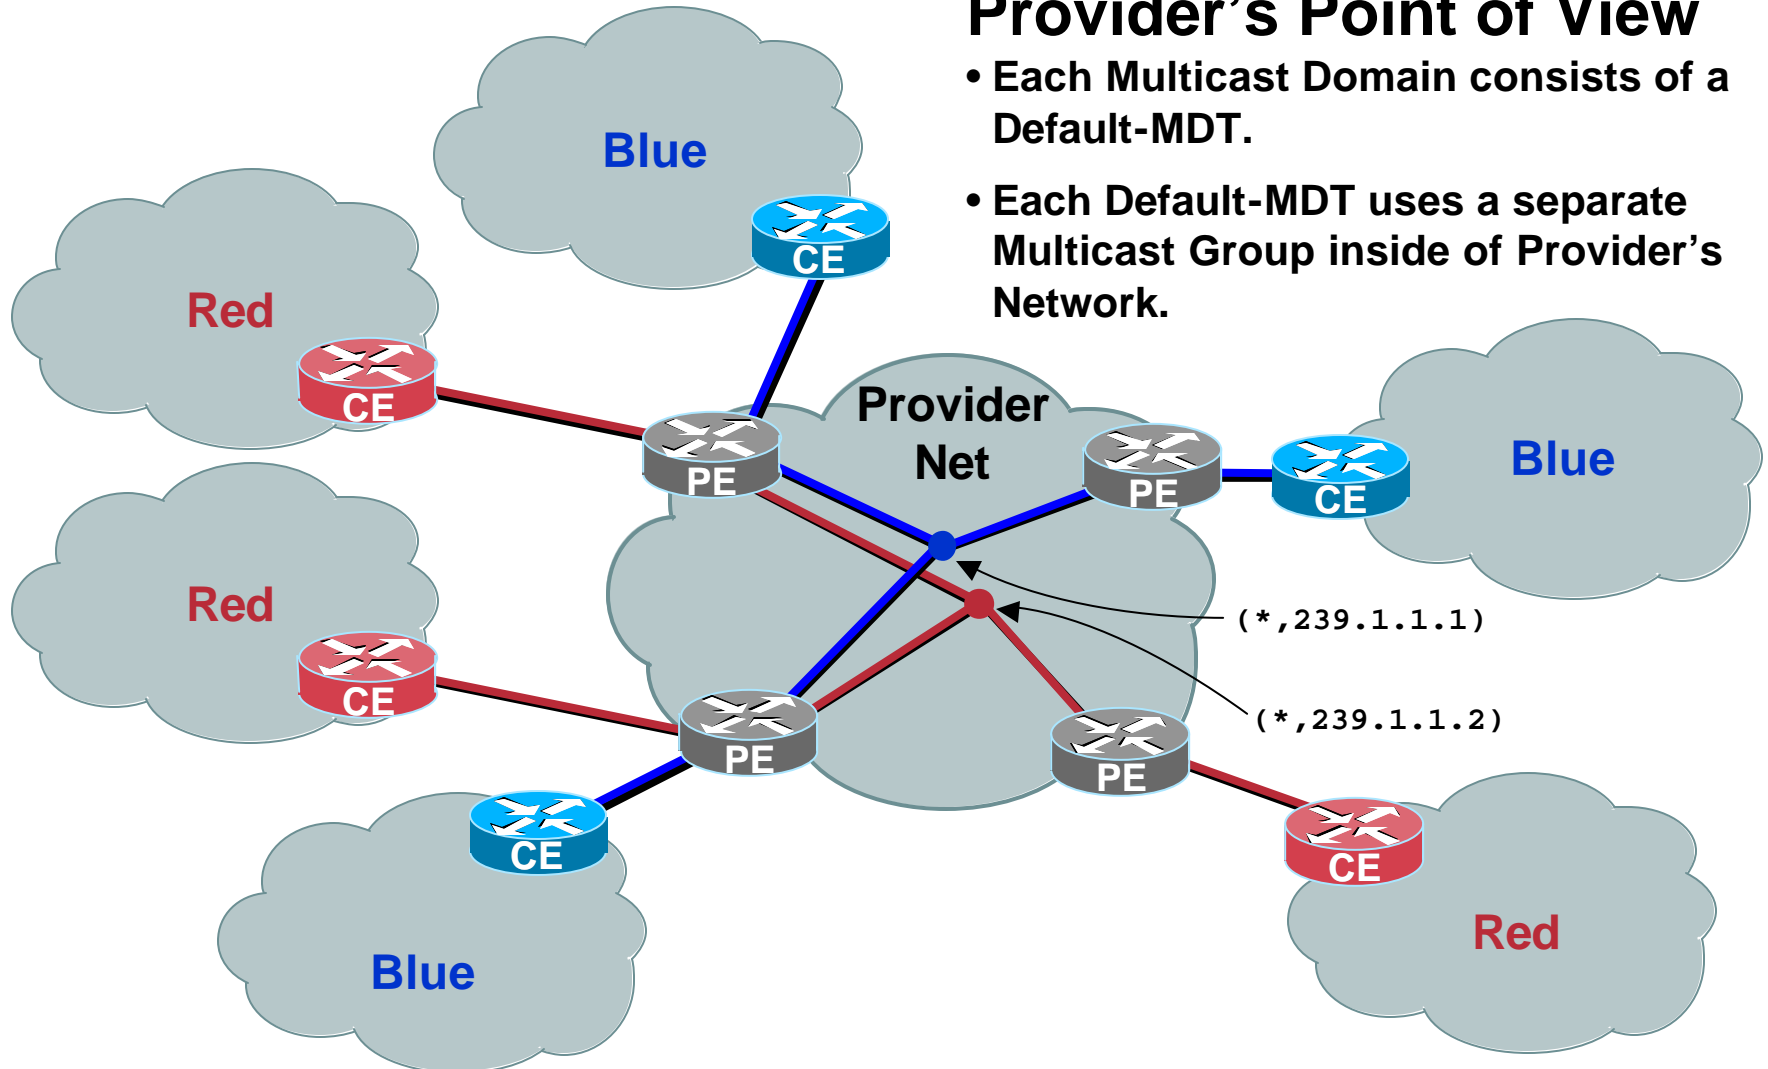 Provider's Point of View
• Each Multicast Domain consists of a
Default-MDT.
• Each Default-MDT uses a separate
Multicast Group inside of Provider's
Network.
Blue
CE
Red
CE
Provider
Net
PE
PE
CE
Blue
Red
CE
(*,239.1.1.1)
(*,239.1.1.2)
PE
PE
CE
Blue
CE
Red